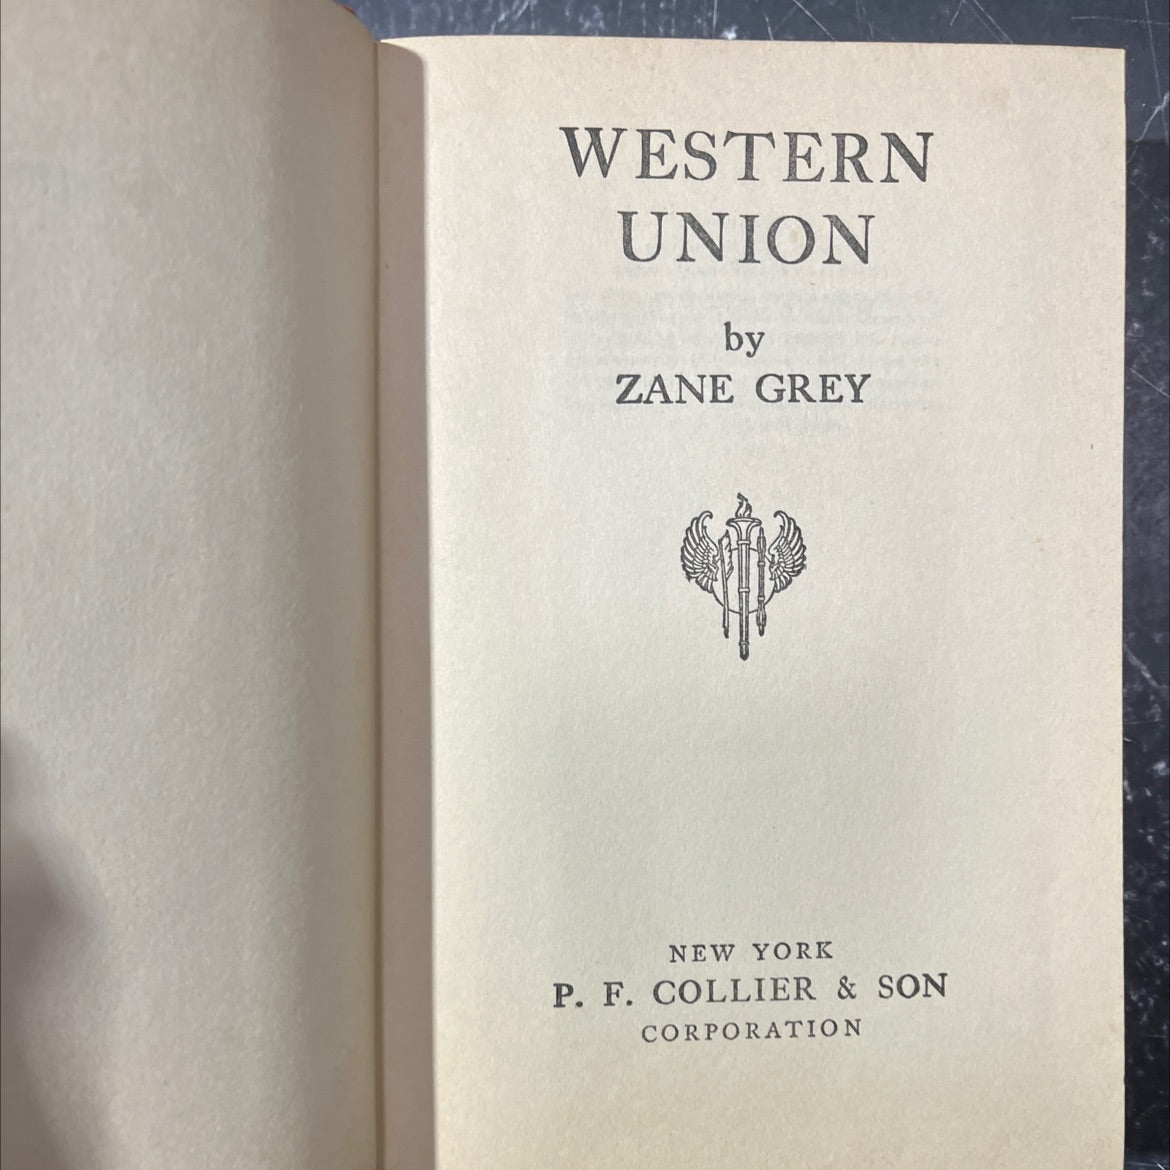 WESTERN
UNION
by
ZANE GREY
NEW YORK
P. F. COLLIER & SON
CORPORATION